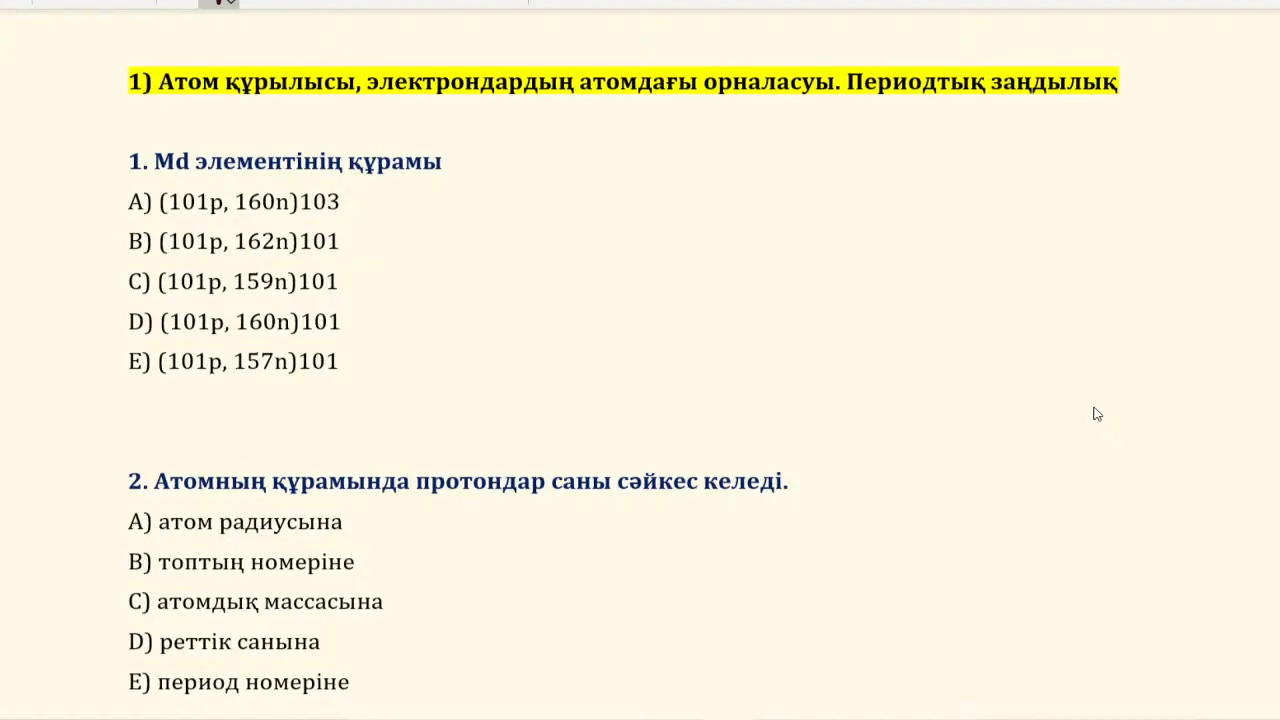 1) Атом құрылысы, электрондардың атомдағы орналасуы. Периодтық заңдылық
1. Md элементінің құрамы
A) (101p, 160n)103
B) (101p, 162n)101
C) (101p, 159n)101
D) (101p, 160n)101
E) (101p, 157n)101
2. Атомның құрамында протондар саны сәйкес келеді.
A) атом радиусына
B) топтың номеріне
C) атомдық массасына
D) реттік санына
E) период номеріне